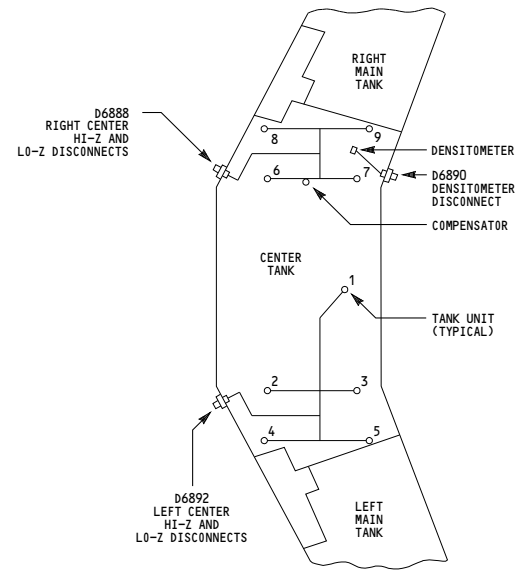 RIGHT
MAIN
TANK
D6888
RIGHT CENTER
HI-Z AND
LO-Z DISCONNECTS
8
9
DENSITOMETER
6
7
D6890
DENSITOMETER
DISCONNECT
COMPENSATOR
CENTER
TANK
1
TANK UNIT
(TYPICAL)
2
3
4
5
D6892
LEFT CENTER
HI-Z AND
LO-Z DISCONNECTS
LEFT
MAIN
TANK